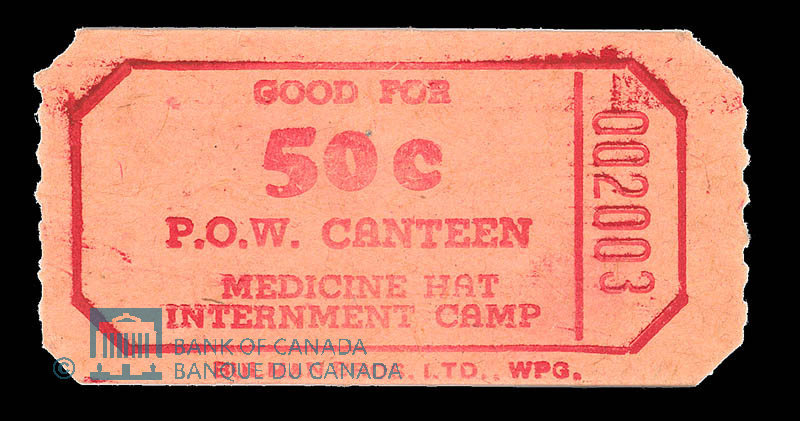 GOOD FOR
50c
P.O.W. CANTEEN
MEDICINE HAT
INTERNMENT CAMP
LTD., WPG.
002003
© BANK OF CANADA
BANQUE DU CANADA